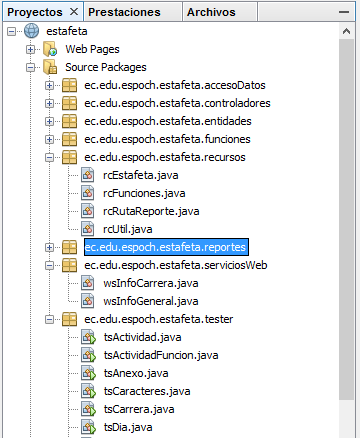 Proyectos × Prestaciones Archivos
estafeta
Web Pages
Source Packages
ec.edu.espoch.estafeta.accesoDatos
ec.edu.espoch.estafeta.controladores
ec.edu.espoch.estafeta.entidades
ec.edu.espoch.estafeta.funciones
ec.edu.espoch.estafeta.recursos
rcEstafeta.java
rcFunciones.java
rcRutaReporte.java
rcUtil.java
ec.edu.espoch.estafeta.reportes
ec.edu.espoch.estafeta.serviciosWeb
wsInfoCarrera.java
wsInfoGeneral.java
ec.edu.espoch.estafeta.tester
tsActividad.java
tsActividadFuncion.java
tsAnexo.java
tsCaracteres.java
tsCarrera.java
tsDia.java